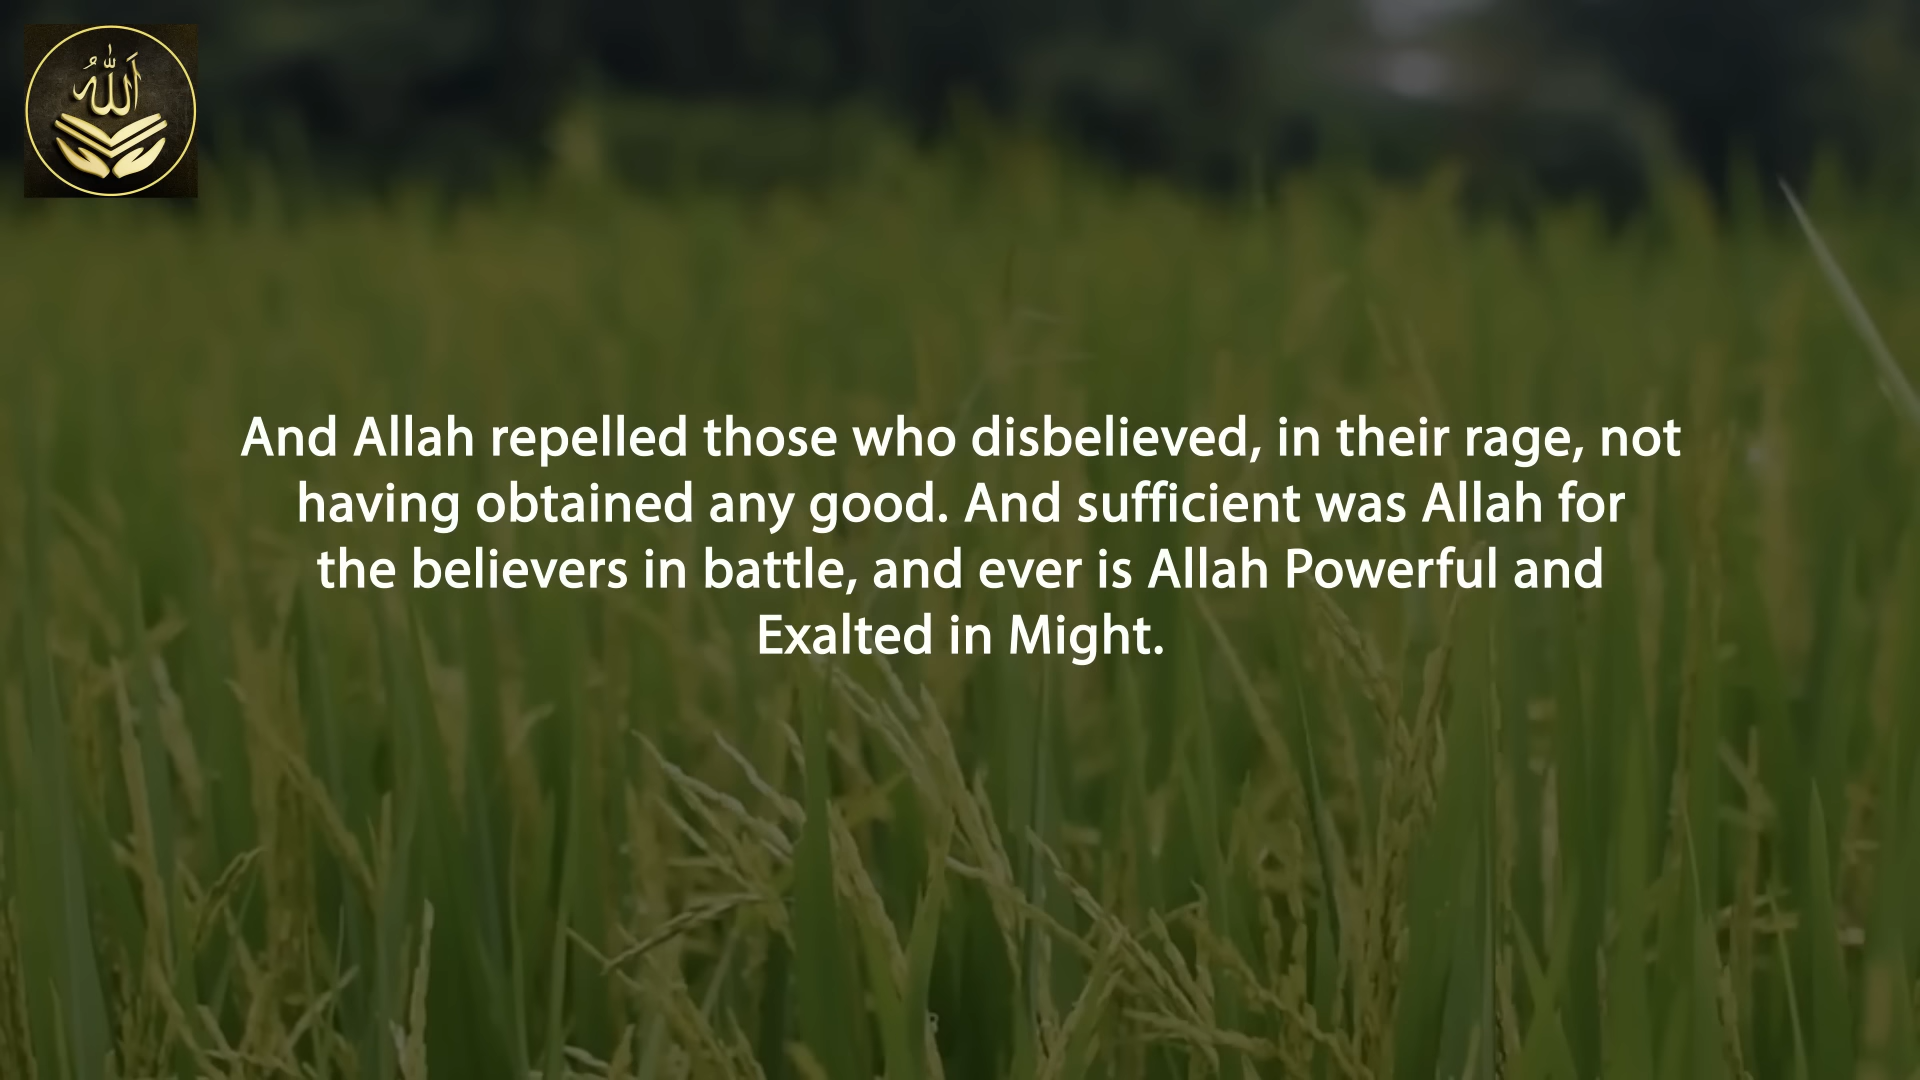 اللّٰهُ
And Allah repelled those who disbelieved, in their rage, not
having obtained any good. And sufficient was Allah for
the believers in battle, and ever is Allah Powerful and
Exalted in Might.